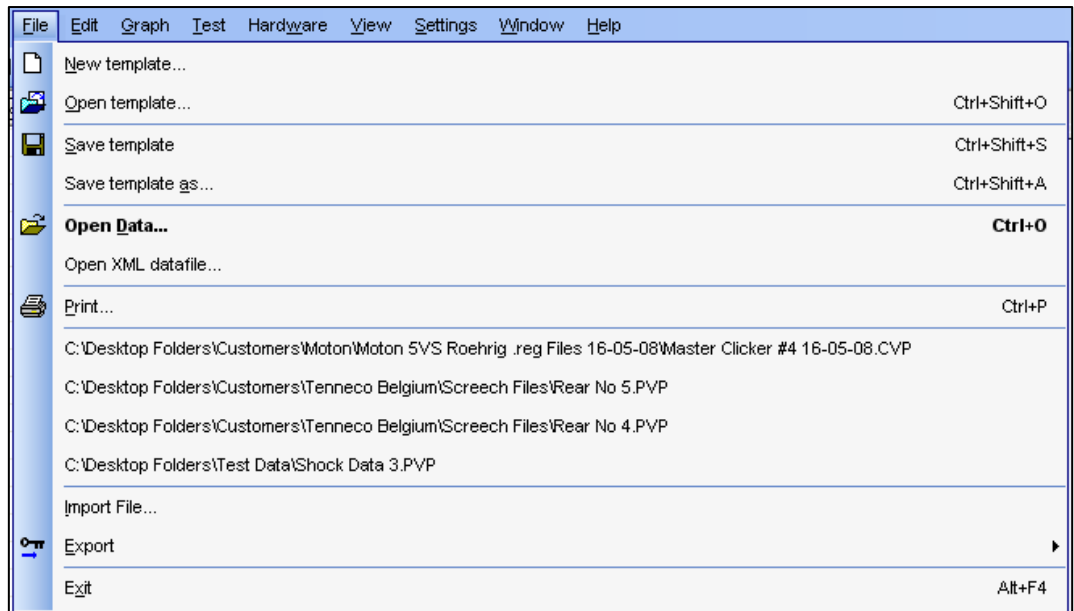 File Edit Graph Test Hardware View Settings Window Help
New template...
Open template... Ctrl+Shift+O
Save template Ctrl+Shift+S
Save template as... Ctrl+Shift+A
Open Data... Ctrl+O
Open XML datafile...
Print... Ctrl+P
C:\Desktop Folders\Customers\Moton\Moton 5VS Roehrig .reg Files 16-05-08\Master Clicker #4 16-05-08.CVP
C:\Desktop Folders\Customers\Tenneco Belgium\Screech Files\Rear No 5.PVP
C:\Desktop Folders\Customers\Tenneco Belgium\Screech Files\Rear No 4.PVP
C:\Desktop Folders\Test Data\Shock Data 3.PVP
Import File...
Export
Exit Alt+F4